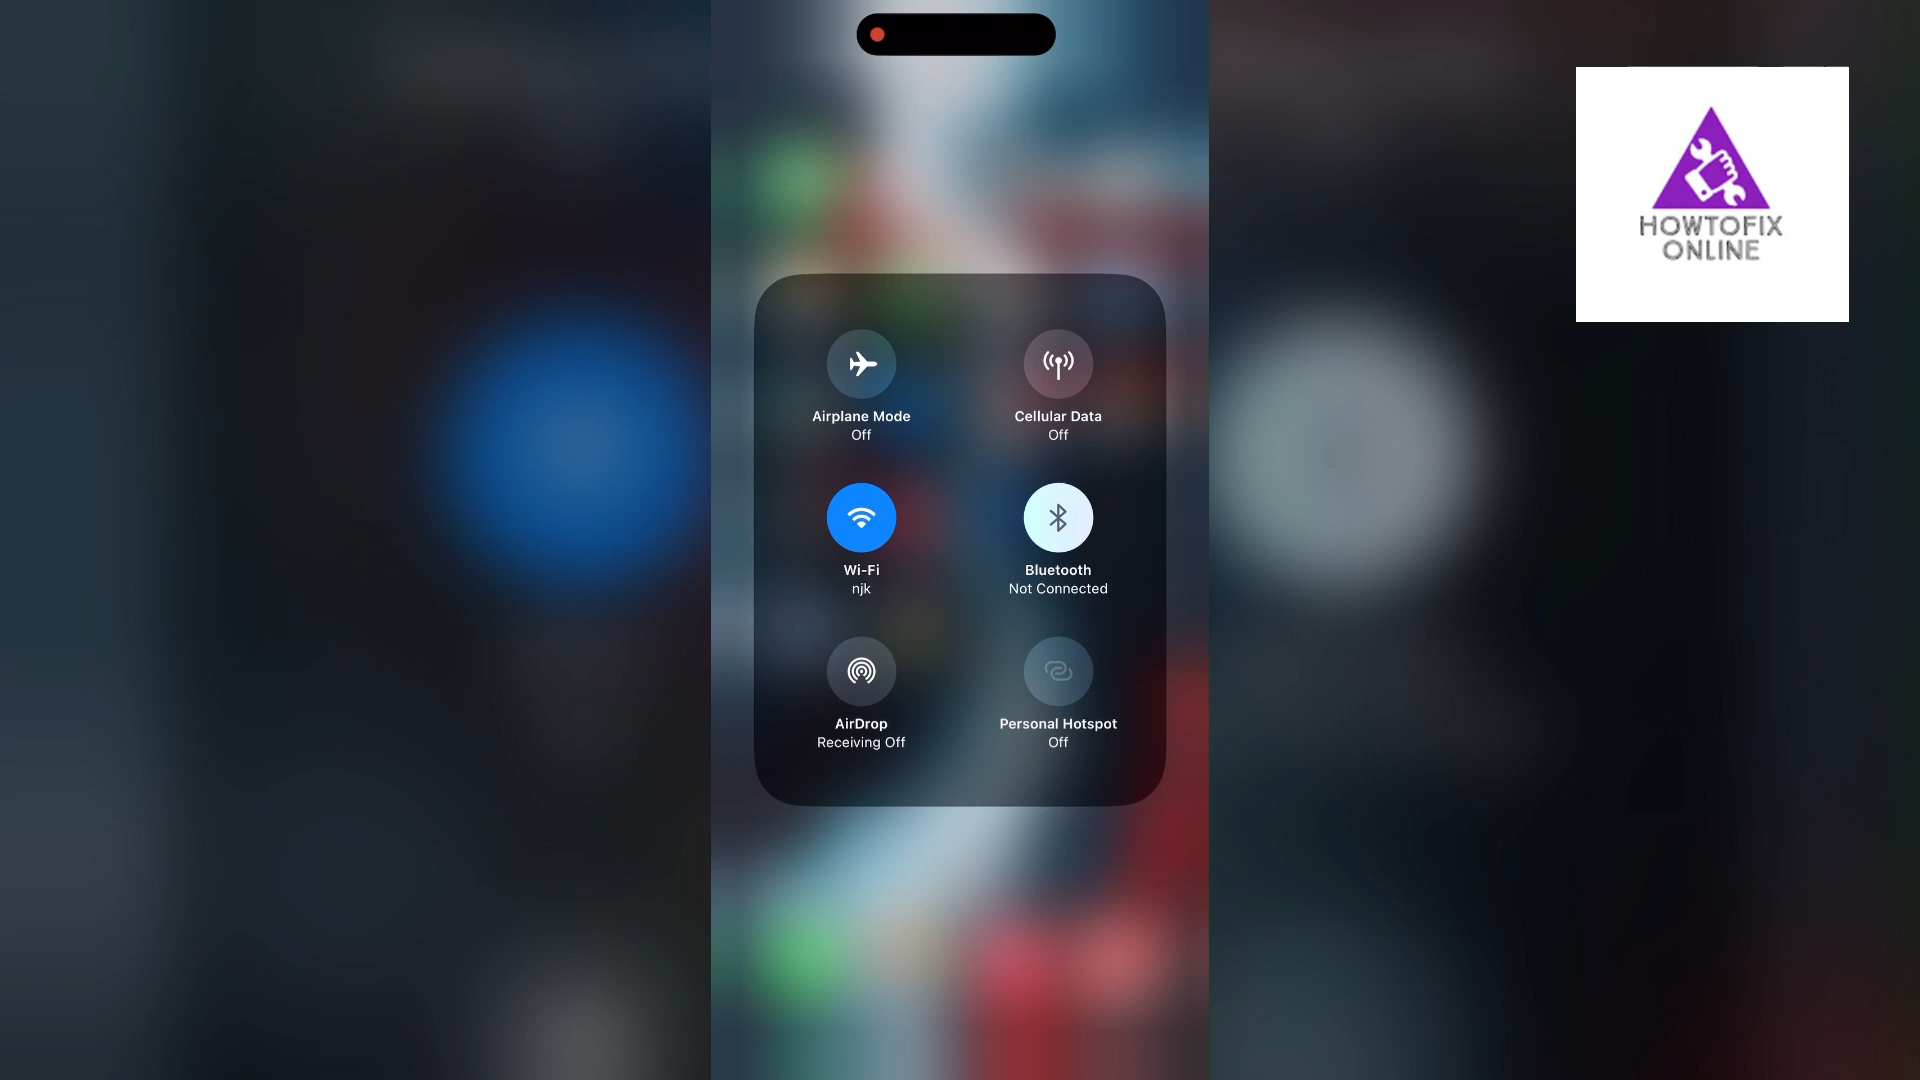 HOWTOFIX
ONLINE
Airplane Mode
Off
Cellular Data
Off
Wi-Fi
njk
Bluetooth
Not Connected
AirDrop
Receiving Off
Personal Hotspot
Off